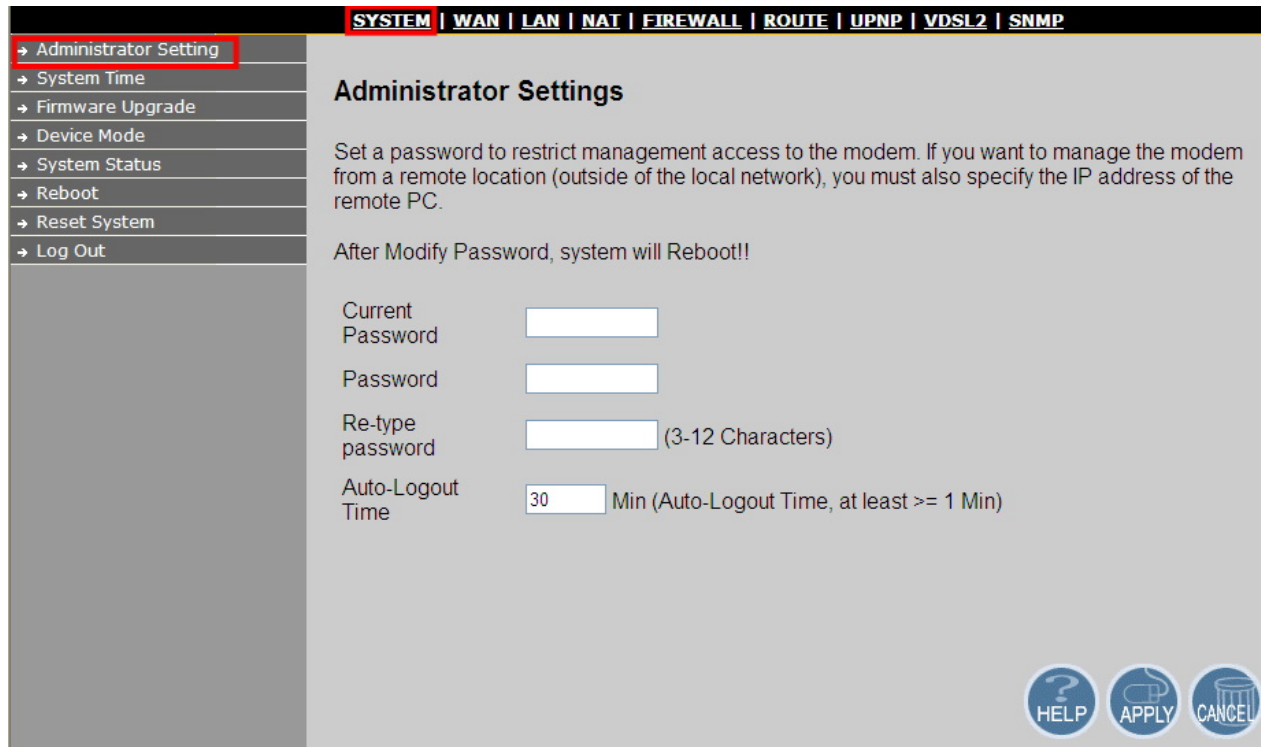 SYSTEM | WAN | LAN | NAT | FIREWALL | ROUTE | UPNP | VDSL2 | SNMP
→ Administrator Setting
→ System Time
→ Firmware Upgrade
→ Device Mode
→ System Status
→ Reboot
→ Reset System
→ Log Out
Administrator Settings
Set a password to restrict management access to the modem. If you want to manage the modem
from a remote location (outside of the local network), you must also specify the IP address of the
remote PC.
After Modify Password, system will Reboot!!
Current
Password
Password
Re-type
password
(3-12 Characters)
Auto-Logout
Time
30 Min (Auto-Logout Time, at least >= 1 Min)
HELP APPLY CANCEL